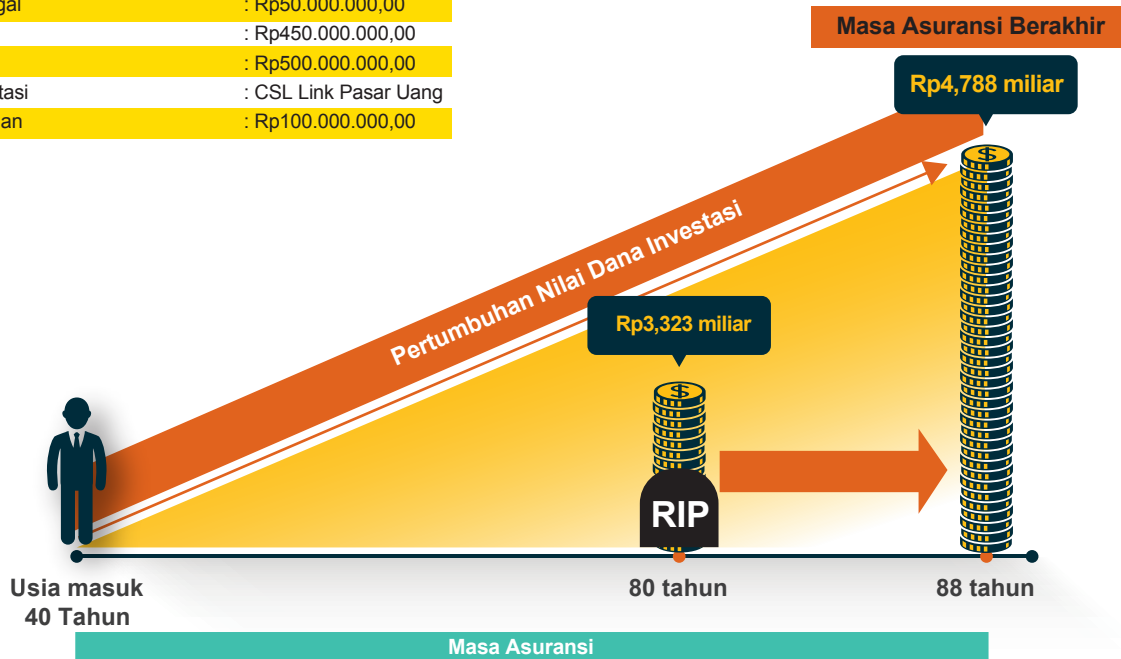 : Rp50.000.000,00
: Rp450.000.000,00
: Rp500.000.000,00
: CSL Link Pasar Uang
: Rp100.000.000,00
Masa Asuransi Berakhir
Rp4,788 miliar
Pertumbuhan Nilai Dana Investasi
Rp3,323 miliar
RIP
Usia masuk
40 Tahun
80 tahun
88 tahun
Masa Asuransi